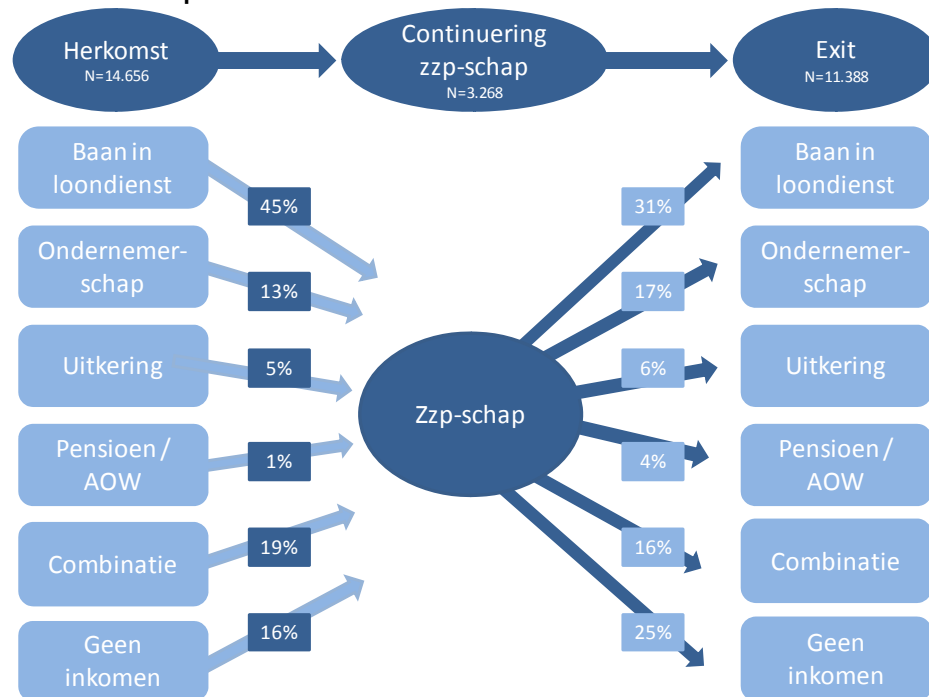 Herkomst
N=14.656
Continuering
zzp-schap
N=3.268
Exit
N=11.388
Baan in
loondienst
45%
31%
Baan in
loondienst
Ondernemer-
schap
13%
17%
Ondernemer-
schap
Uitkering
5%
6%
Uitkering
Zzp-schap
Pensioen /
AOW
1%
4%
Pensioen /
AOW
Combinatie
19%
16%
Combinatie
Geen
inkomen
16%
25%
Geen
inkomen